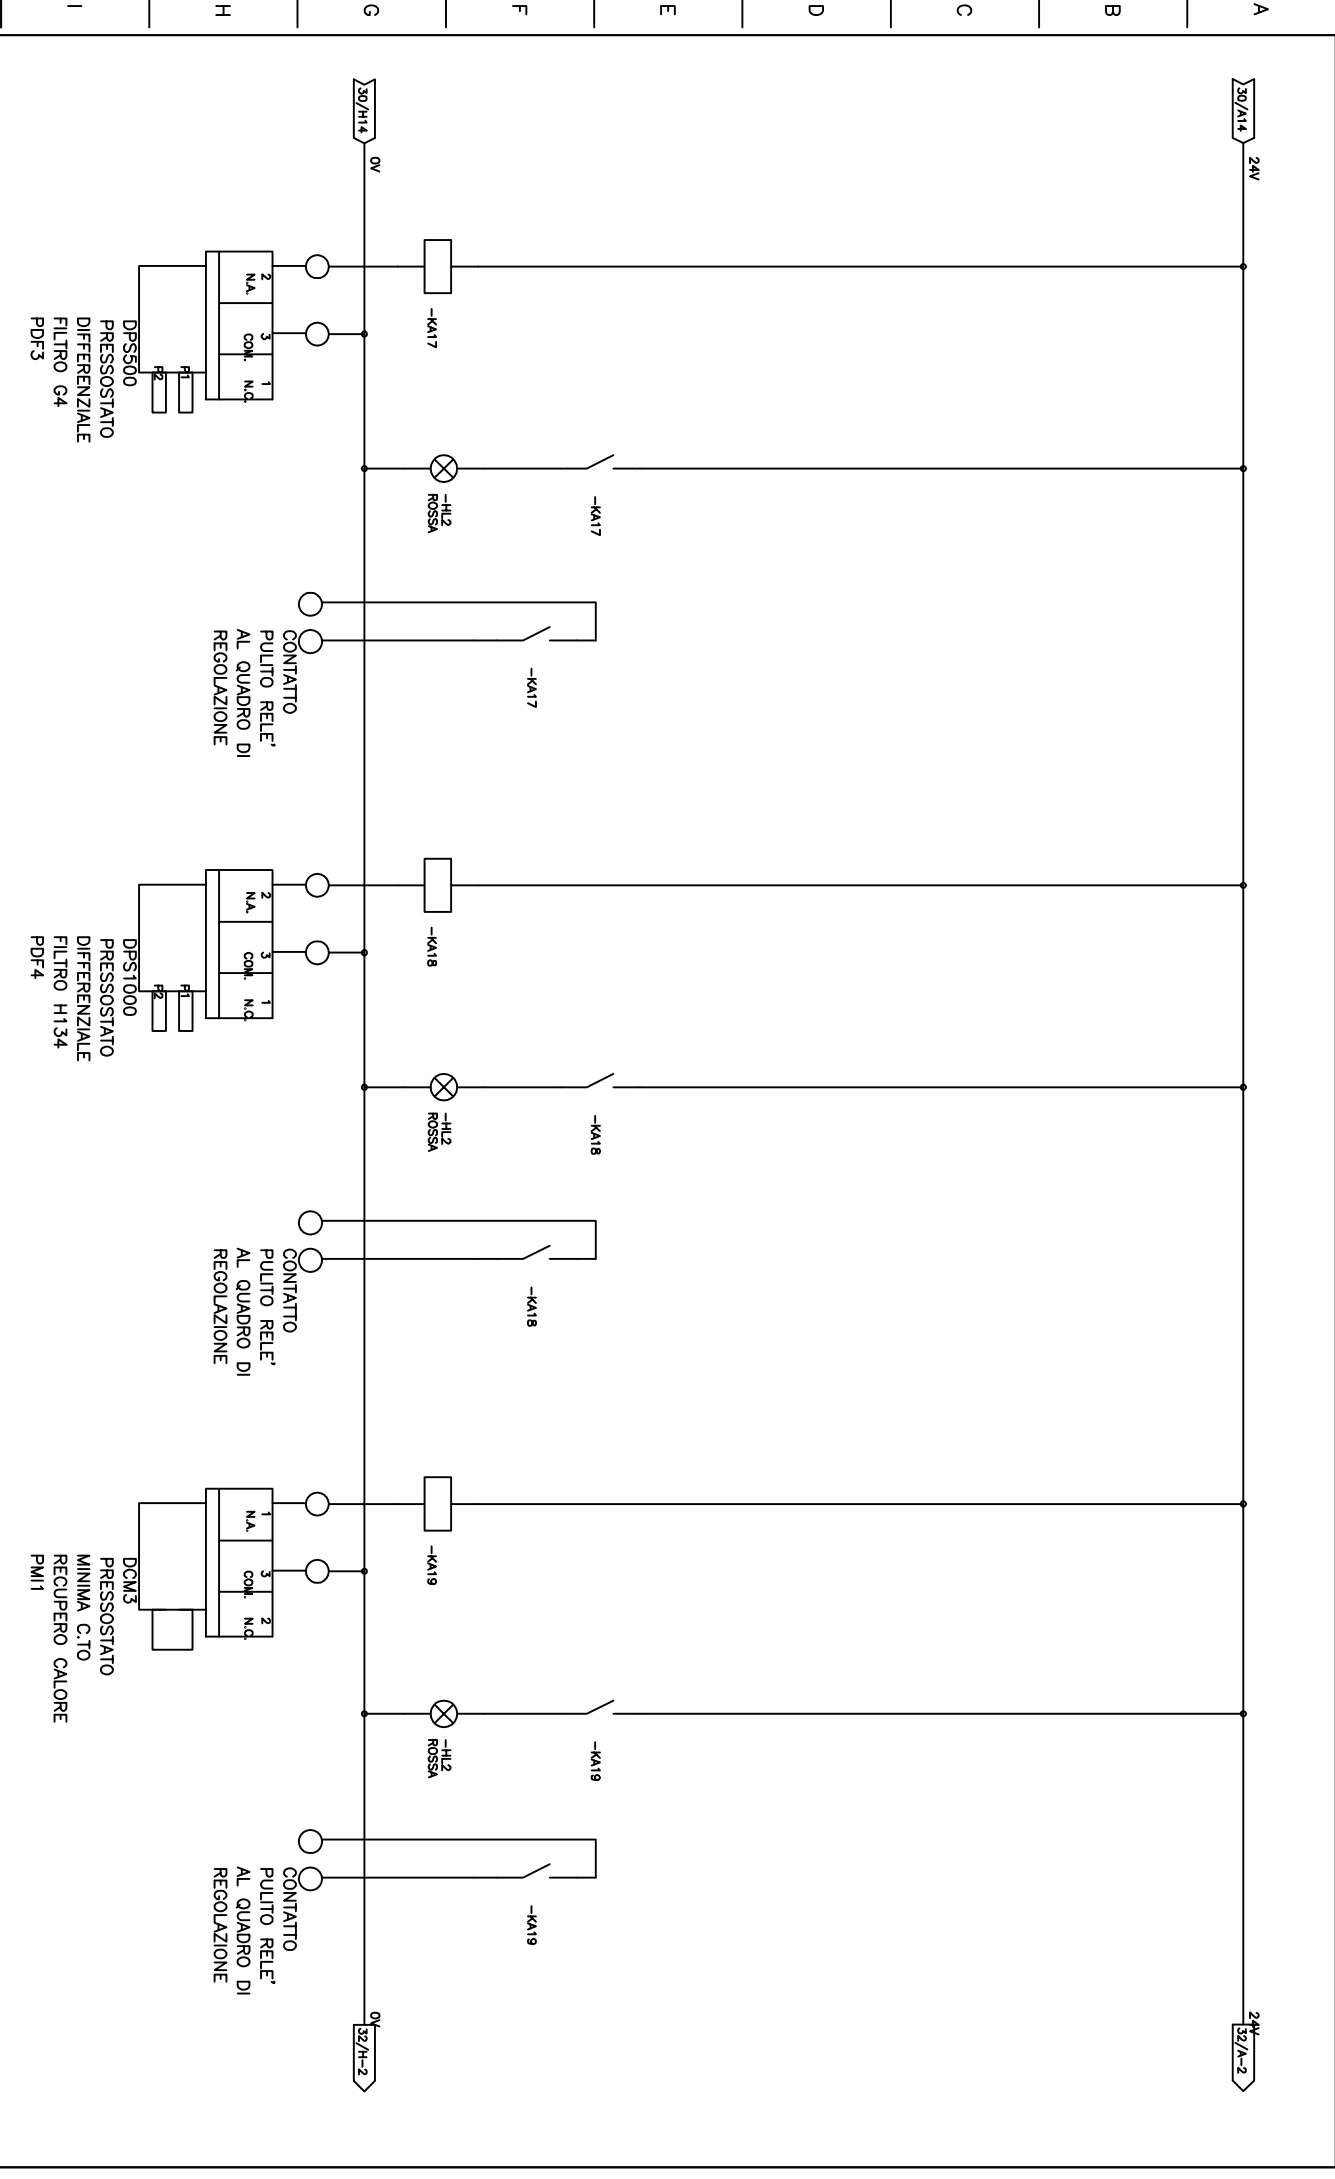 A
B
C
D
E
F
G
H
I
30/A14
24V
24V
32/A-2
30/H14
0V
0V
32/H-2
-KA17
-KA17
-HL2
ROSSA
-KA17
2
N.A.
3
COM.
1
N.C.
P1
P2
DPS500
PRESSOSTATO
DIFFERENZIALE
FILTRO G4
PDF3
CONTATTO
PULITO RELE'
AL QUADRO DI
REGOLAZIONE
-KA18
-KA18
-HL2
ROSSA
-KA18
2
N.A.
3
COM.
1
N.C.
P1
P2
DPS1000
PRESSOSTATO
DIFFERENZIALE
FILTRO H134
PDF4
CONTATTO
PULITO RELE'
AL QUADRO DI
REGOLAZIONE
-KA19
-KA19
-HL2
ROSSA
-KA19
1
N.A.
3
COM.
2
N.C.
DCM3
PRESSOSTATO
MINIMA C.TO
RECUPERO CALORE
PMI1
CONTATTO
PULITO RELE'
AL QUADRO DI
REGOLAZIONE